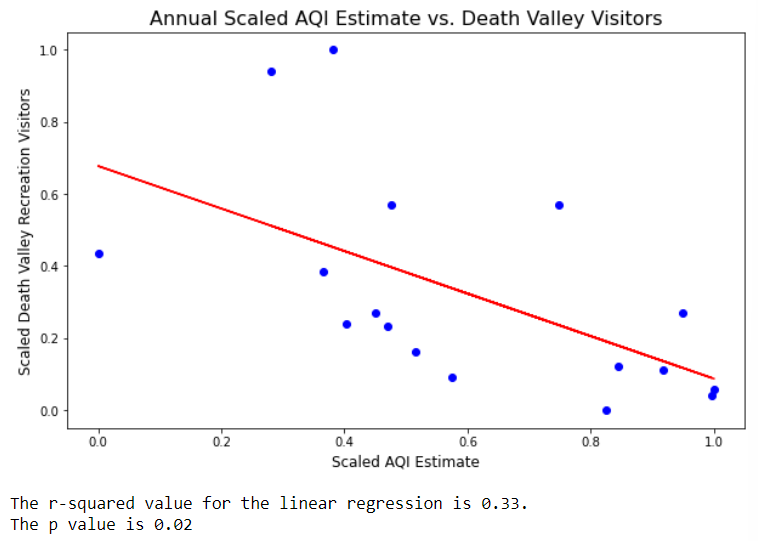 Annual Scaled AQI Estimate vs. Death Valley Visitors
Scaled Death Valley Recreation Visitors
1.0
0.8
0.6
0.4
0.2
0.0
0.0 0.2 0.4 0.6 0.8 1.0
Scaled AQI Estimate
The r-squared value for the linear regression is 0.33.
The p value is 0.02